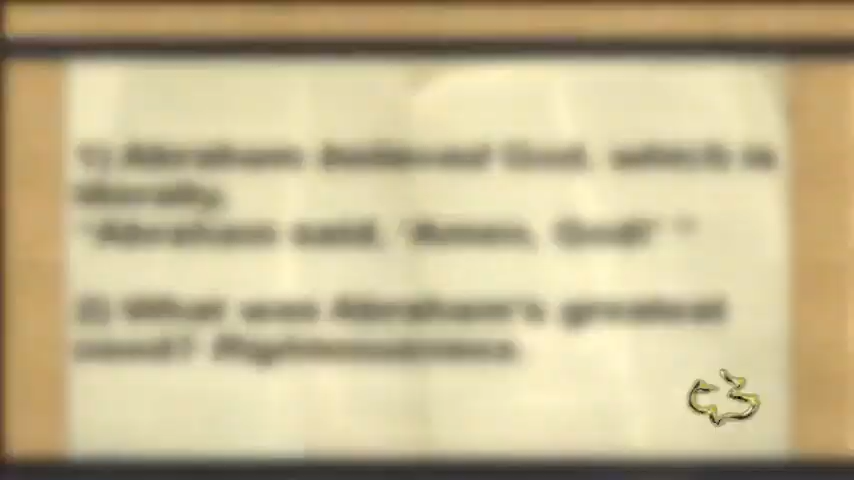 1) Abraham believed God, which is
literally,
"Abraham said, 'Amen, God!' "
2) What was Abraham's greatest
need? Righteousness.